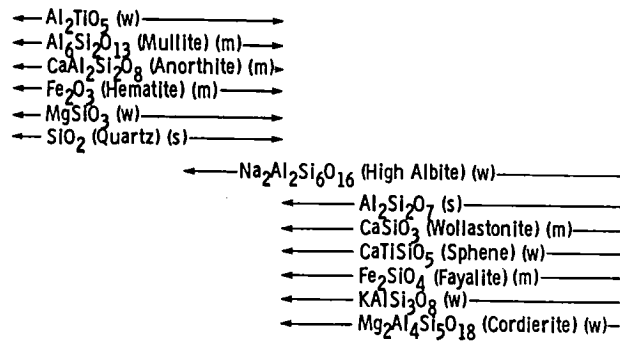 Al₂TiO₅ (w)
Al₆Si₂O₁₃ (Mullite) (m)
CaAl₂Si₂O₈ (Anorthite) (m)
Fe₂O₃ (Hematite) (m)
MgSiO₃ (w)
SiO₂ (Quartz) (s)
Na₂Al₂Si₆O₁₆ (High Albite) (w)
Al₂Si₂O₇ (s)
CaSiO₃ (Wollastonite) (m)
CaTiSiO₅ (Sphene) (w)
Fe₂SiO₄ (Fayalite) (m)
KAlSi₃O₈ (w)
Mg₂Al₄Si₅O₁₈ (Cordierite) (w)